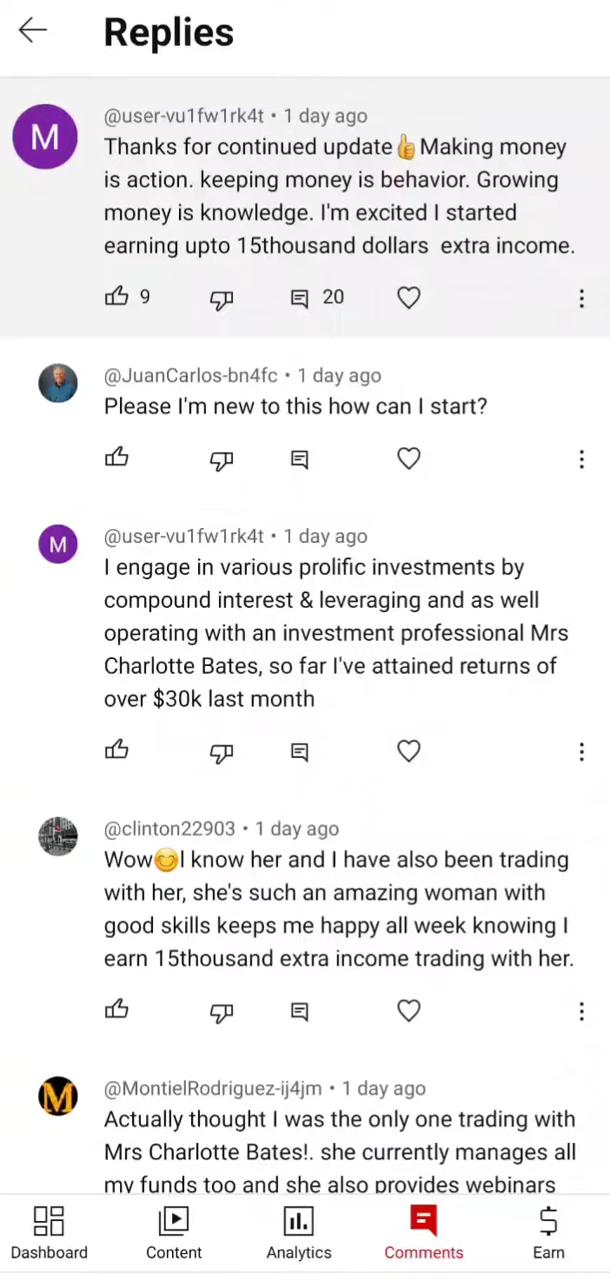 Replies
M
@user-vu1fw1rk4t • 1 day ago
Thanks for continued update👍Making money
is action. keeping money is behavior. Growing
money is knowledge. I'm excited I started
earning upto 15thousand dollars  extra income.
9
20
@JuanCarlos-bn4fc • 1 day ago
Please I'm new to this how can I start?
M
@user-vu1fw1rk4t • 1 day ago
I engage in various prolific investments by
compound interest & leveraging and as well
operating with an investment professional Mrs
Charlotte Bates, so far I've attained returns of
over $30k last month
@clinton22903 • 1 day ago
Wow😊I know her and I have also been trading
with her, she's such an amazing woman with
good skills keeps me happy all week knowing I
earn 15thousand extra income trading with her.
M
@MontielRodriguez-ij4jm • 1 day ago
Actually thought I was the only one trading with
Mrs Charlotte Bates!. she currently manages all
my funds too and she also provides webinars
Dashboard
Content
Analytics
Comments
Earn